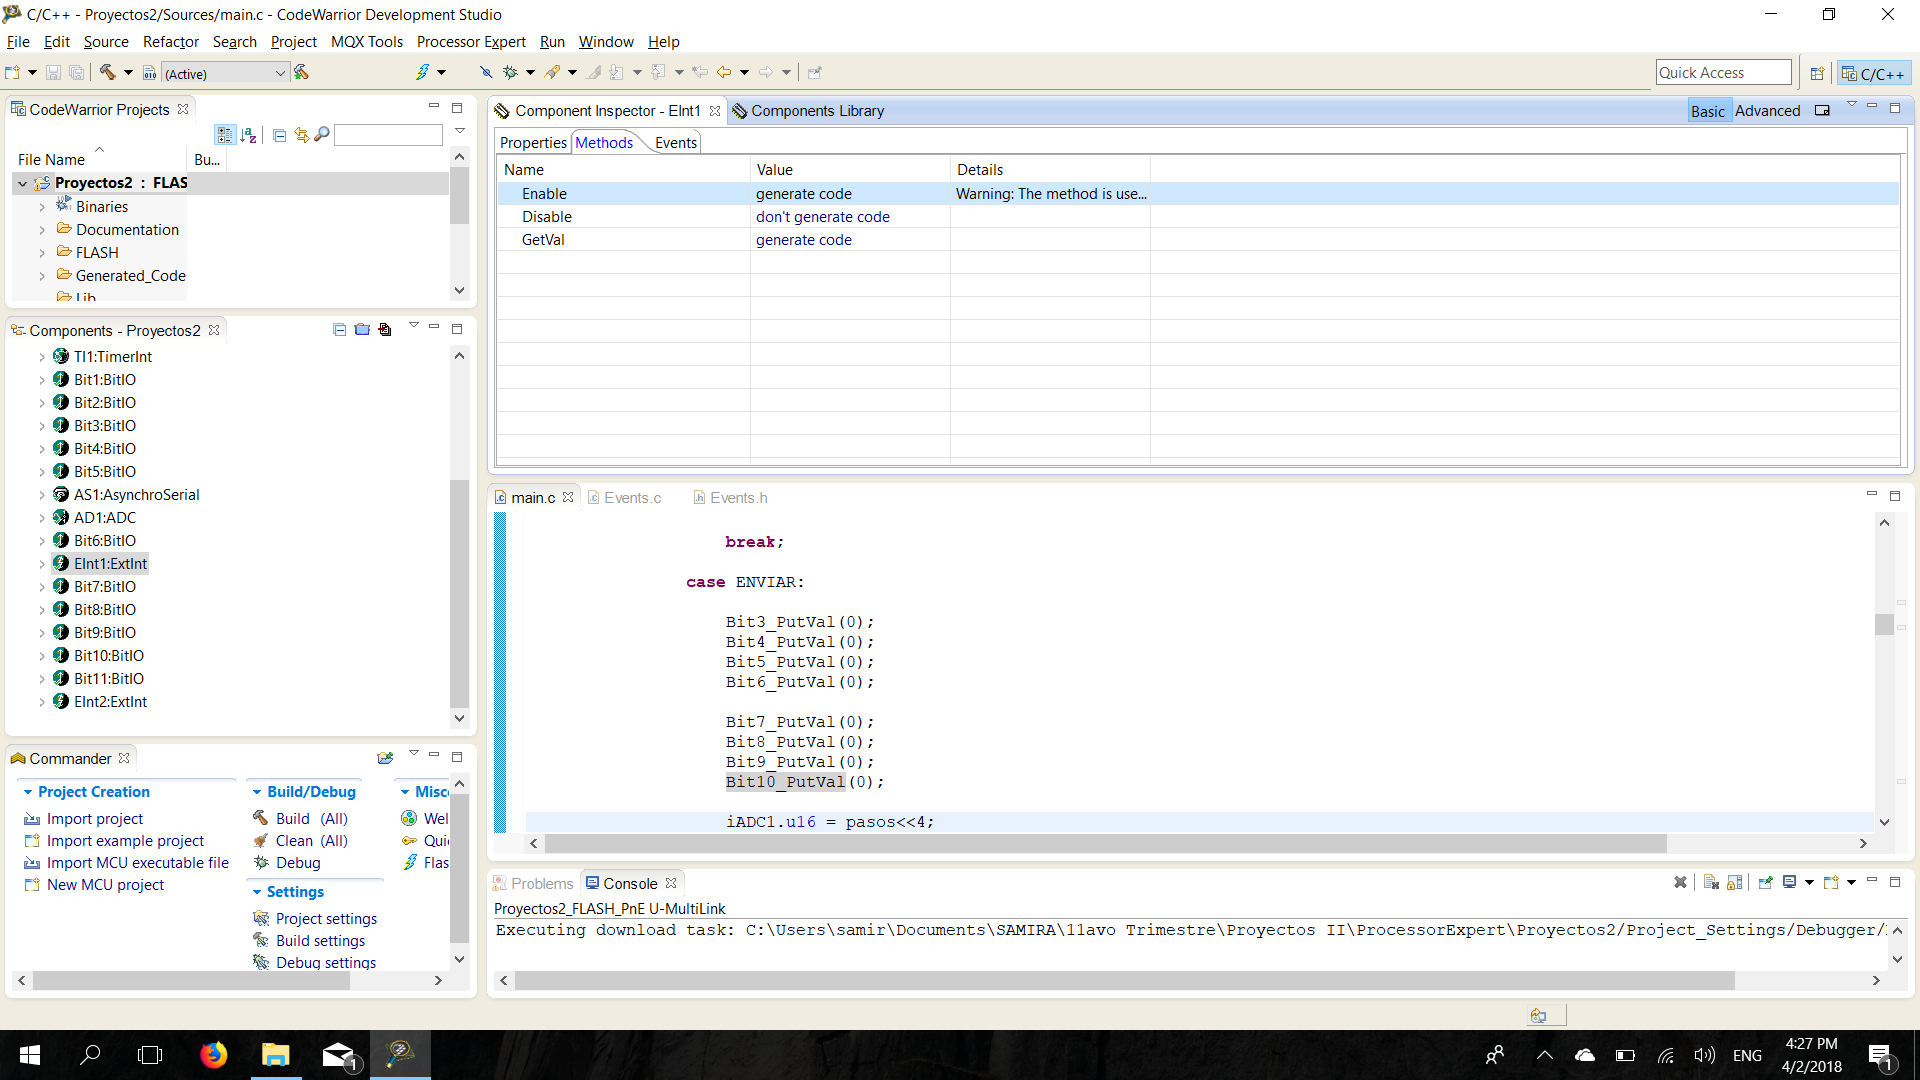 C/C++ - Proyectos2/Sources/main.c - CodeWarrior Development Studio
File Edit Source Refactor Search Project MQX Tools Processor Expert Run Window Help
(Active)
Quick Access
C/C++
CodeWarrior Projects
File Name Bu...
Proyectos2 : FLAS
Binaries
Documentation
FLASH
Generated_Code
Lib
Components - Proyectos2
TI1:TimerInt
Bit1:BitIO
Bit2:BitIO
Bit3:BitIO
Bit4:BitIO
Bit5:BitIO
AS1:AsynchroSerial
AD1:ADC
Bit6:BitIO
EInt1:ExtInt
Bit7:BitIO
Bit8:BitIO
Bit9:BitIO
Bit10:BitIO
Bit11:BitIO
EInt2:ExtInt
Commander
Project Creation
Import project
Import example project
Import MCU executable file
New MCU project
Build/Debug
Build (All)
Clean (All)
Debug
Settings
Project settings
Build settings
Debug settings
Misc
Wel
Quic
Flas
Component Inspector - EInt1 Components Library
Basic Advanced
Properties Methods Events
Name Value Details
Enable generate code Warning: The method is use...
Disable don't generate code
GetVal generate code
main.c Events.c Events.h
break;
case ENVIAR:
Bit3_PutVal(0);
Bit4_PutVal(0);
Bit5_PutVal(0);
Bit6_PutVal(0);
Bit7_PutVal(0);
Bit8_PutVal(0);
Bit9_PutVal(0);
Bit10_PutVal(0);
iADC1.u16 = pasos<<4;
Problems Console
Proyectos2_FLASH_PnE U-MultiLink
Executing download task: C:\Users\samir\Documents\SAMIRA\11avo Trimestre\Proyectos II\ProcessorExpert\Proyectos2/Project_Settings/Debugger/
1
ENG
4:27 PM
4/2/2018
1